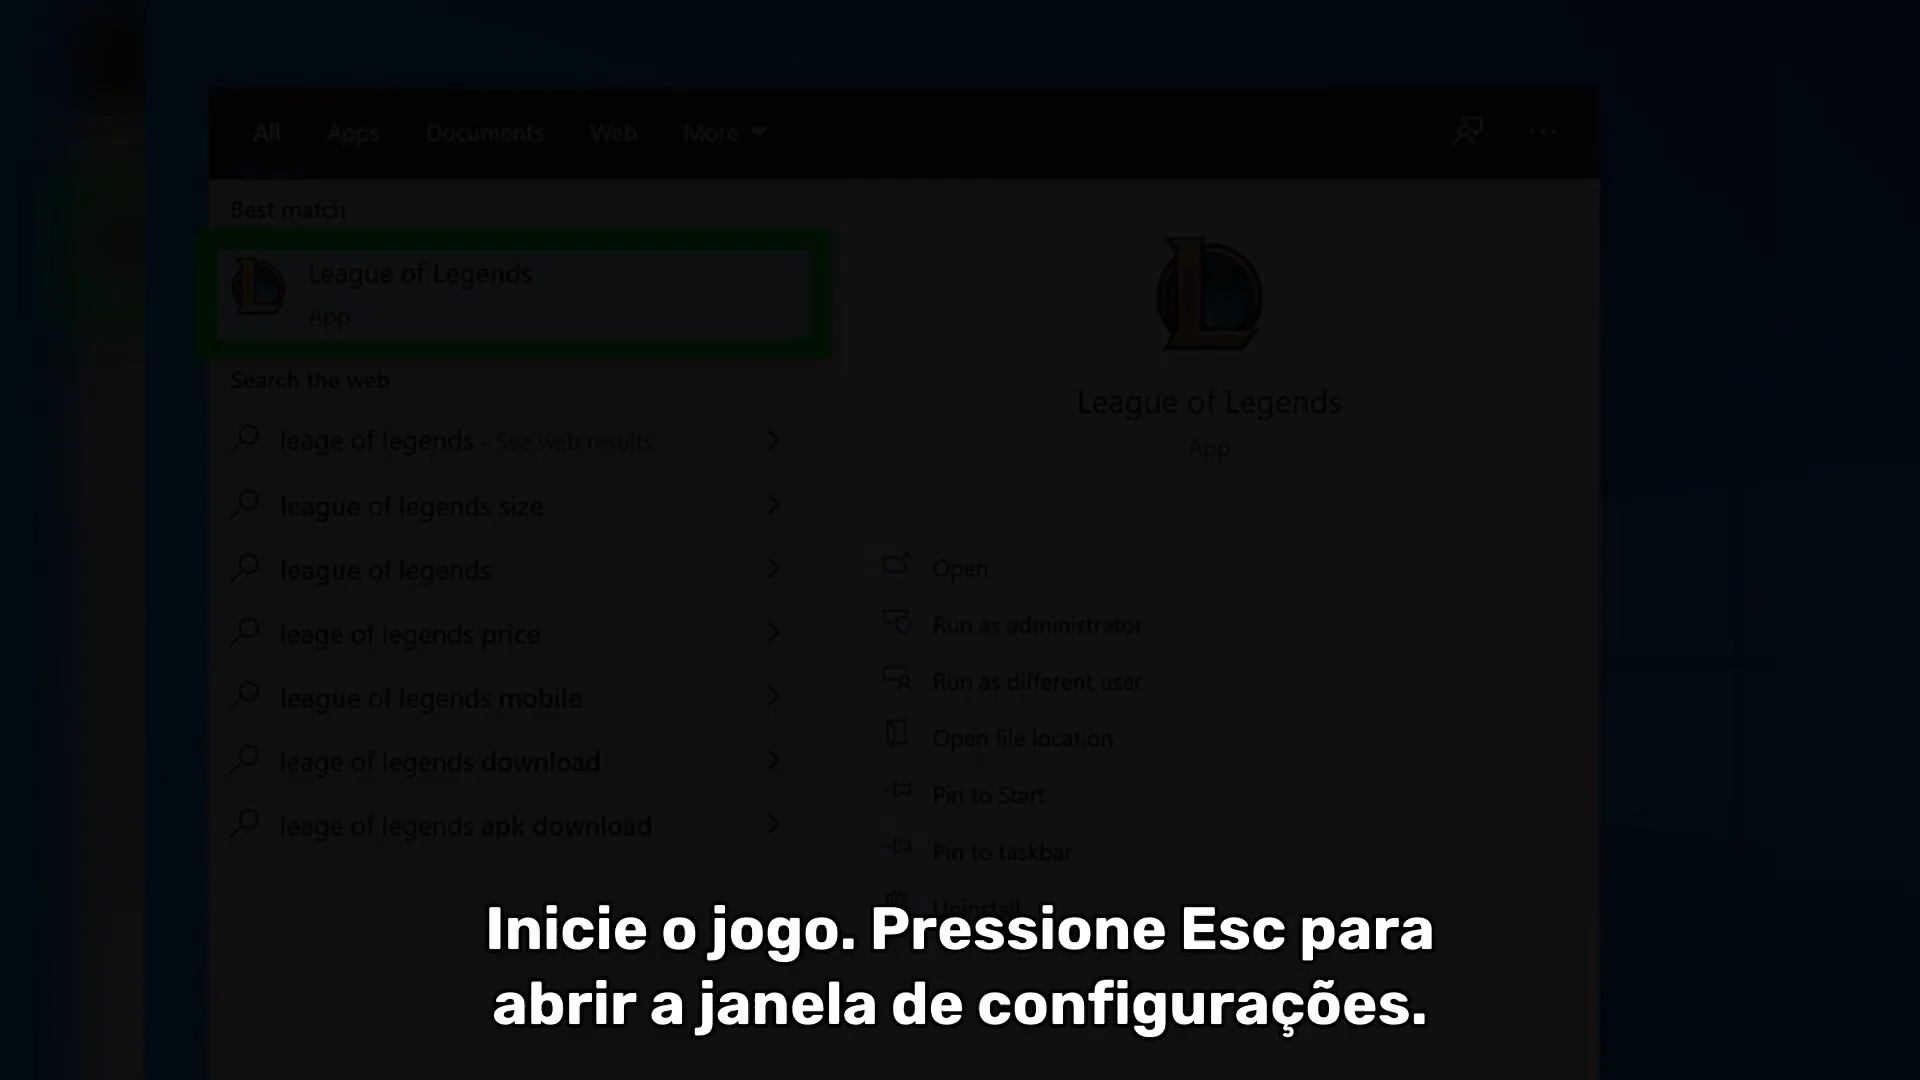 All Apps Documents Web More
Best match
League of Legends
App
Search the web
leage of legends - See web results
league of legends size
league of legends
leage of legends price
league of legends mobile
leage of legends download
leage of legends apk download
League of Legends
App
Open
Run as administrator
Run as different user
Open file location
Pin to Start
Pin to taskbar
Uninstall
Inicie o jogo. Pressione Esc para
abrir a janela de configurações.